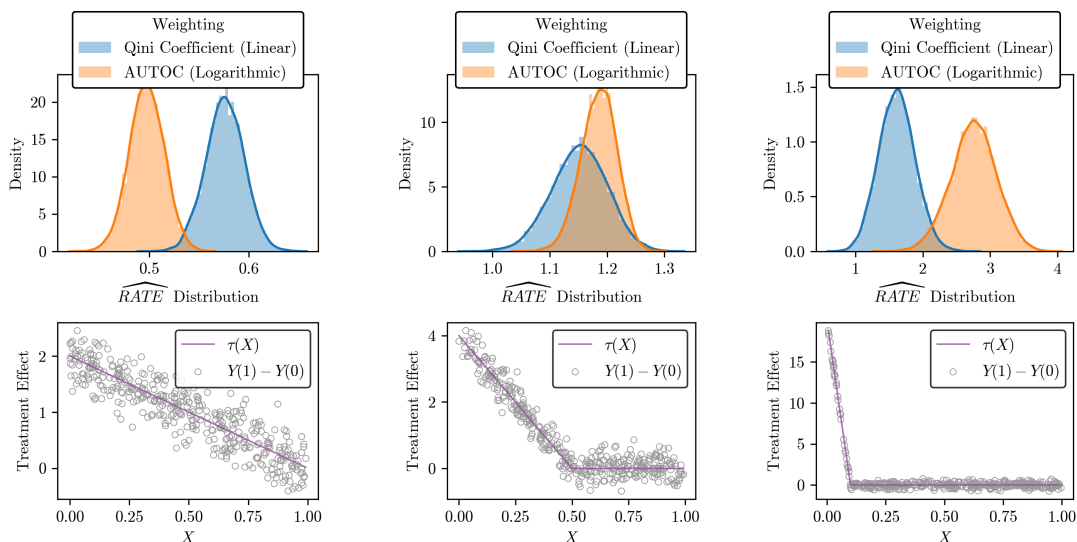 Weighting
Qini Coefficient (Linear)
AUTOC (Logarithmic)
Density
20
15
10
5
0
0.5 0.6
R͡ATE Distribution
Weighting
Qini Coefficient (Linear)
AUTOC (Logarithmic)
Density
10
5
0
1.0 1.1 1.2 1.3
R͡ATE Distribution
Weighting
Qini Coefficient (Linear)
AUTOC (Logarithmic)
Density
1.5
1.0
0.5
0.0
1 2 3 4
R͡ATE Distribution
τ(X)
Y(1) − Y(0)
Treatment Effect
2
1
0
0.00 0.25 0.50 0.75 1.00
X
τ(X)
Y(1) − Y(0)
Treatment Effect
4
2
0
0.00 0.25 0.50 0.75 1.00
X
τ(X)
Y(1) − Y(0)
Treatment Effect
15
10
5
0
0.00 0.25 0.50 0.75 1.00
X